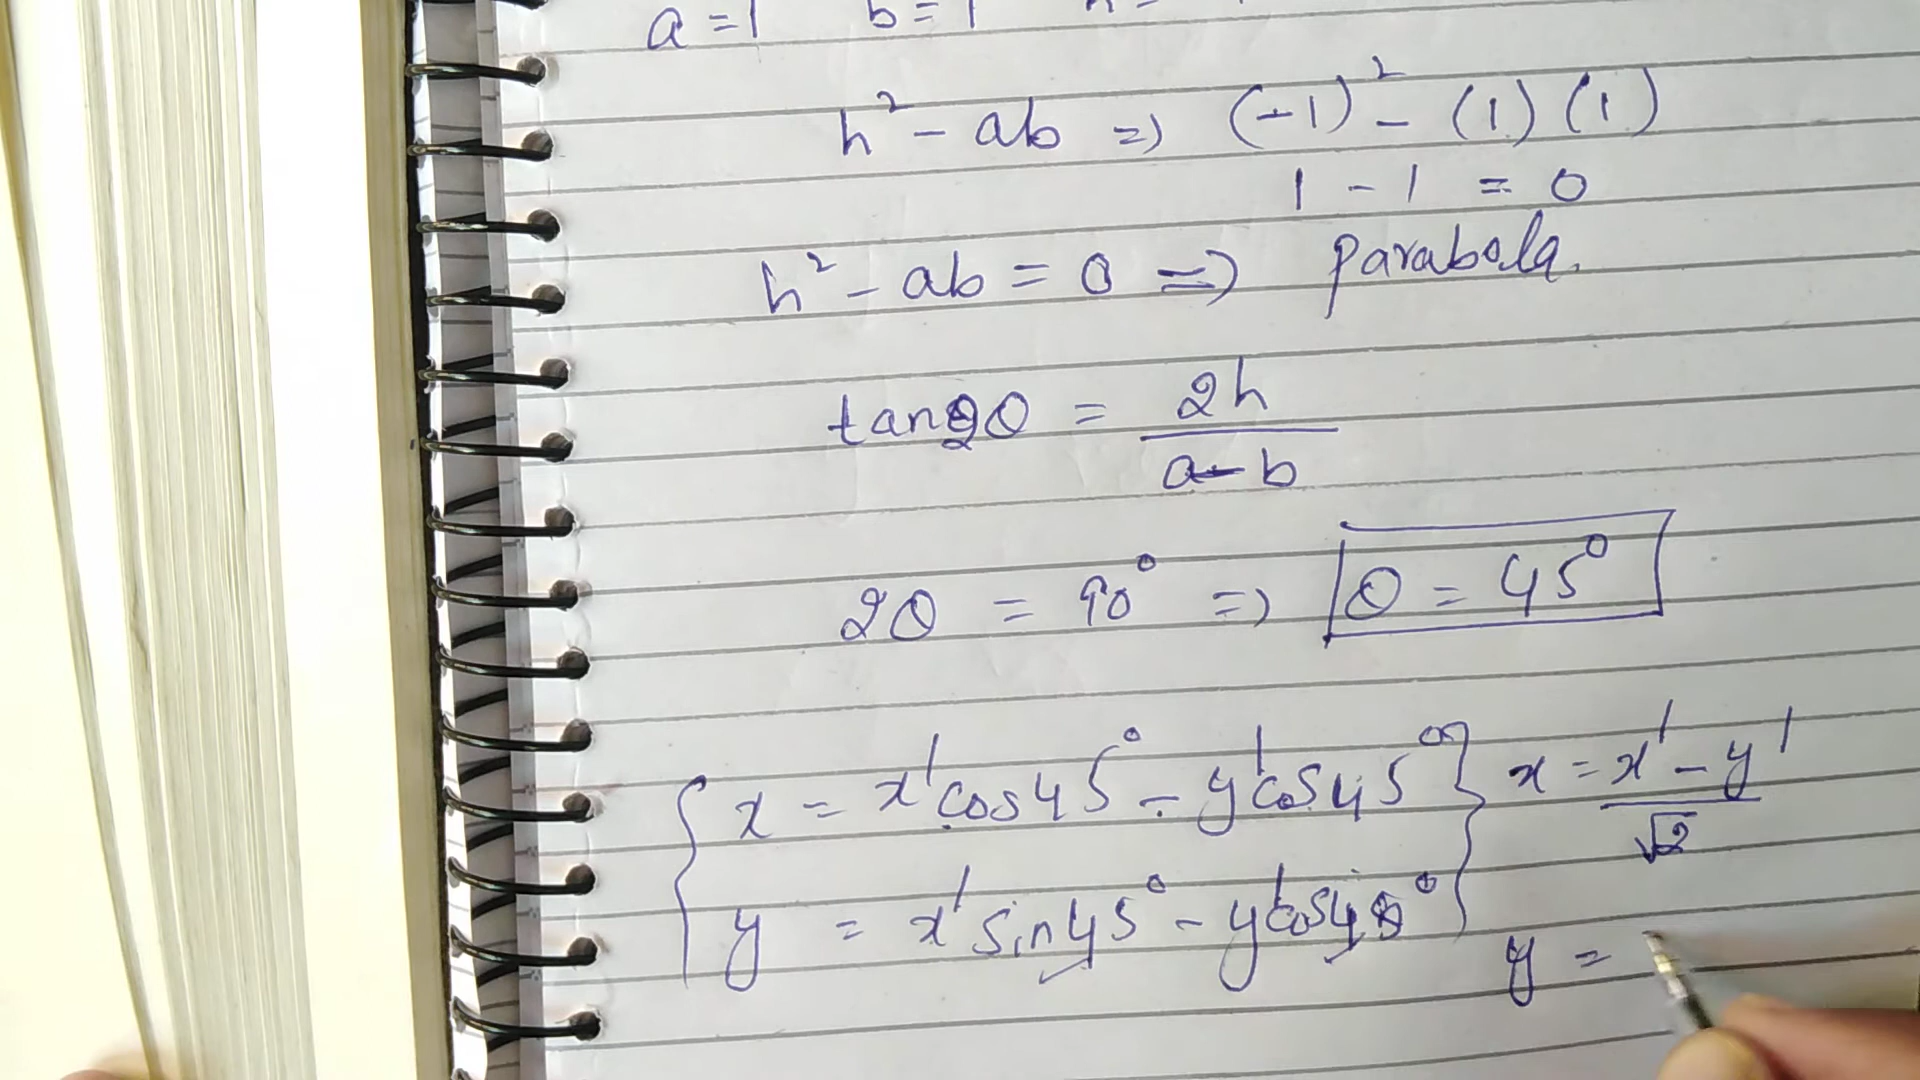 a = 1 b = 1 h =
h² - ab => (-1)² - (1) (1)
1 - 1 = 0
h² - ab = 0 => parabola.
tan2θ = 2h / a - b
2θ = 90° => θ = 45°
x = x' cos45° - y' cos45° x = x' - y' / √2
y = x' sin45° - y' cos45° y =